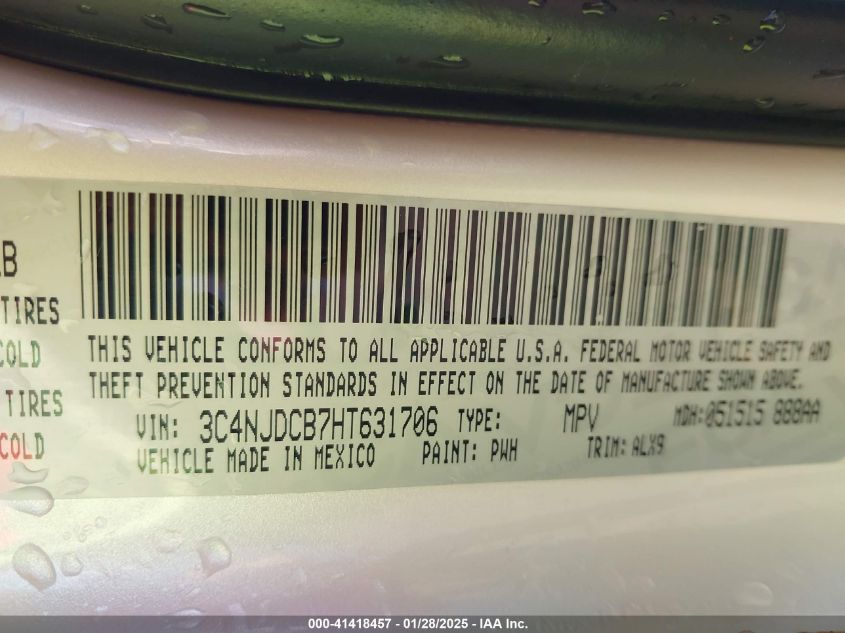 B
TIRES
COLD
TIRES
COLD
THIS VEHICLE CONFORMS TO ALL APPLICABLE U.S.A. FEDERAL MOTOR VEHICLE SAFETY AND
THEFT PREVENTION STANDARDS IN EFFECT ON THE DATE OF MANUFACTURE SHOWN ABOVE.
VIN: 3C4NJDCB7HT631706 TYPE: MPV MDH:051515 888AA
VEHICLE MADE IN MEXICO PAINT: PWH TRIM: ALX9
000-41418457 - 01/28/2025 - IAA Inc.